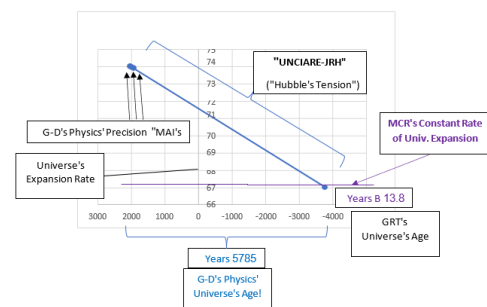 75
74
73
72
71
70
69
68
67
66
"UNCIARE-JRH"
("Hubble's Tension")
G-D's Physics' Precision "MAI's
MCR's Constant Rate
of Univ. Expansion
Universe's
Expansion Rate
Years B 13.8
3000 2000 1000 0 -1000 -2000 -3000 -4000
GRT's
Universe's Age
Years 5785
G-D's Physics'
Universe's Age!